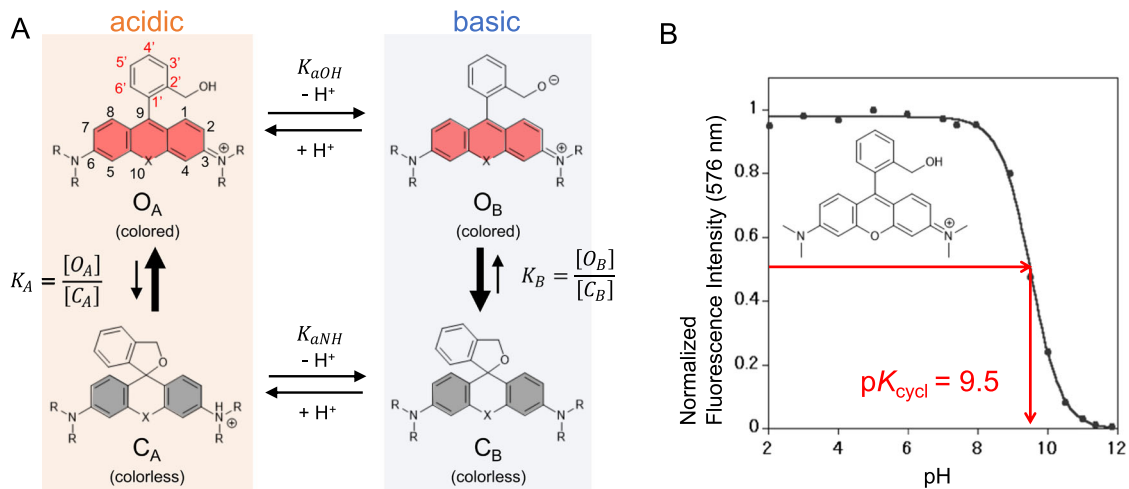 A
acidic
basic
4'
5'
3'
6'
2'
OH
1'
8
9
1
7
2
R
N
6
5
10
X
4
3
N
⊕
R
R
R
O_A
(colored)
K_aOH
- H⁺
+ H⁺
O
⊖
R
N
X
N
⊕
R
R
R
O_B
(colored)
K_A = [O_A] / [C_A]
K_B = [O_B] / [C_B]
O
R
N
X
H
N
R
⊕
R
R
C_A
(colorless)
K_aNH
- H⁺
+ H⁺
O
R
N
X
N
R
R
R
C_B
(colorless)
B
Normalized
Fluorescence Intensity (576 nm)
1
0.8
0.6
0.4
0.2
0
OH
N
O
N
⊕
pK_cycl = 9.5
2
4
6
8
10
12
pH